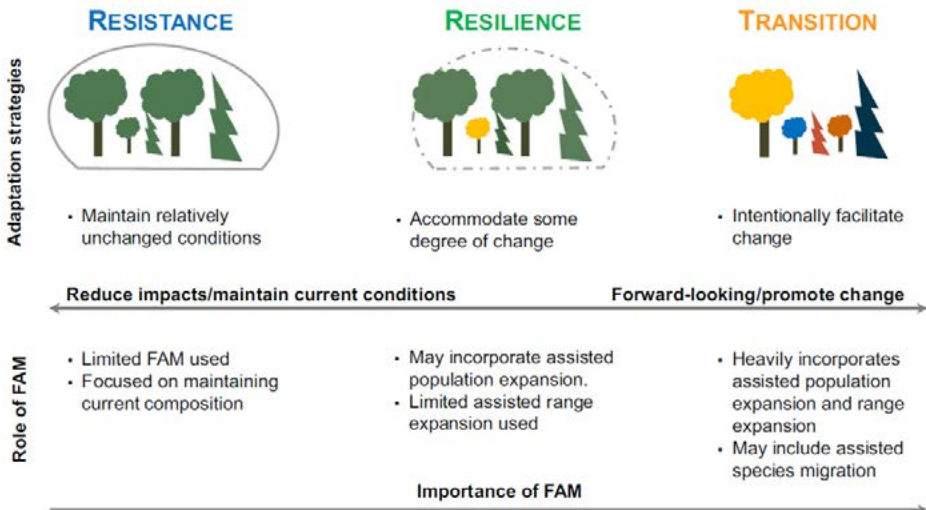 RESISTANCE
RESILIENCE
TRANSITION
Adaptation strategies
• Maintain relatively
unchanged conditions
• Accommodate some
degree of change
• Intentionally facilitate
change
Reduce impacts/maintain current conditions
Forward-looking/promote change
Role of FAM
• Limited FAM used
• Focused on maintaining
current composition
• May incorporate assisted
population expansion.
• Limited assisted range
expansion used
• Heavily incorporates
assisted population
expansion and range
expansion
• May include assisted
species migration
Importance of FAM